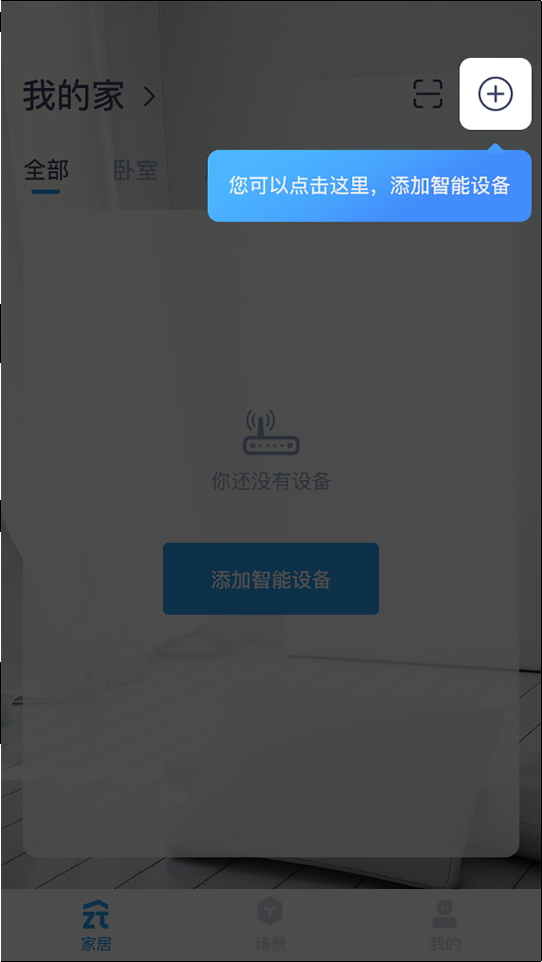 我的家
全部 卧室
您可以点击这里，添加智能设备
你还没有设备
添加智能设备
家居 场景 我的